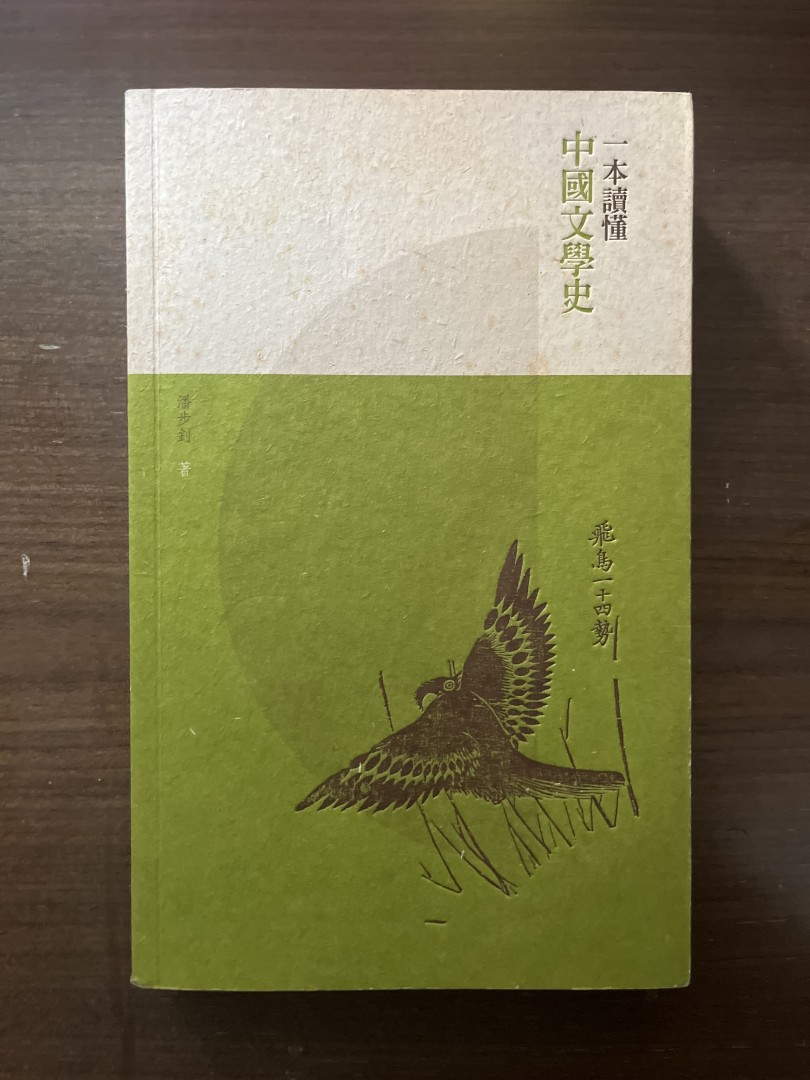 一本讀懂
中國文學史
飛鳥一十四勢
潘步釗 著